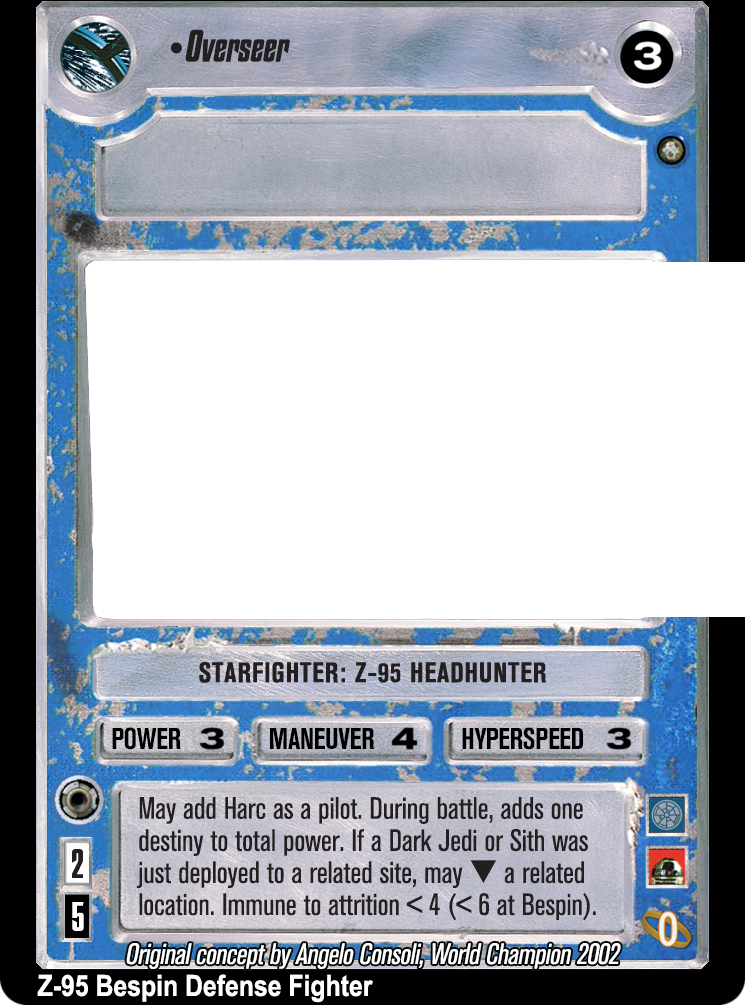 •Overseer
3
STARFIGHTER: Z-95 HEADHUNTER
POWER 3 MANEUVER 4 HYPERSPEED 3
May add Harc as a pilot. During battle, adds one
destiny to total power. If a Dark Jedi or Sith was
just deployed to a related site, may ▼ a related
location. Immune to attrition < 4 (< 6 at Bespin).
2
5
0
Original concept by Angelo Consoli, World Champion 2002
Z-95 Bespin Defense Fighter